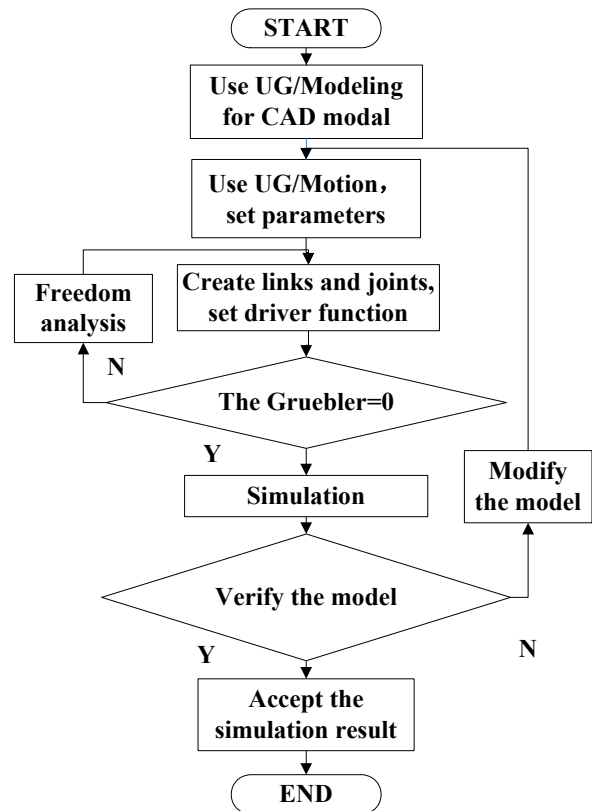 START
Use UG/Modeling
for CAD modal
Use UG/Motion，
set parameters
Create links and joints,
set driver function
Freedom
analysis
N
The Gruebler=0
Y
Simulation
Modify
the model
Verify the model
Y
N
Accept the
simulation result
END